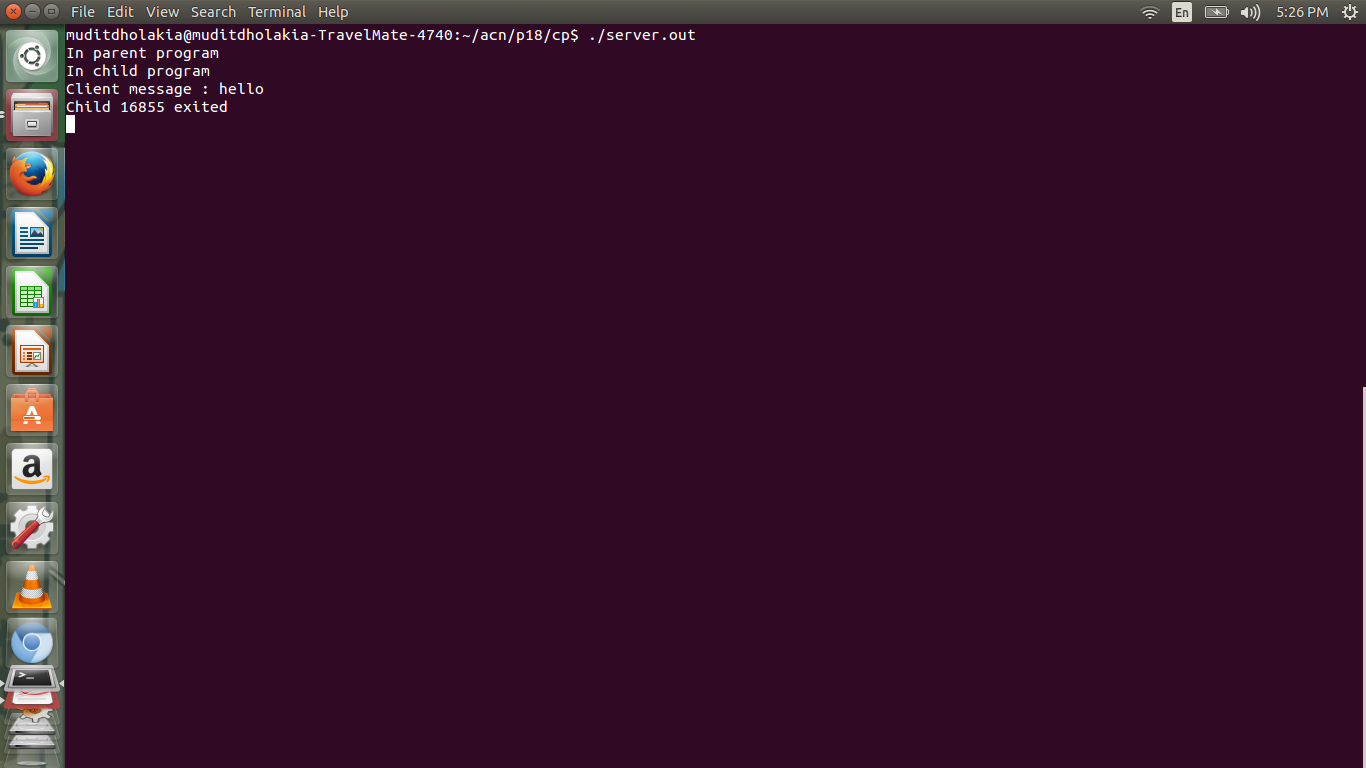 File Edit View Search Terminal Help
En
5:26 PM
muditdholakia@muditdholakia-TravelMate-4740:~/acn/p18/cp$ ./server.out
In parent program
In child program
Client message : hello
Child 16855 exited
A
a
>_